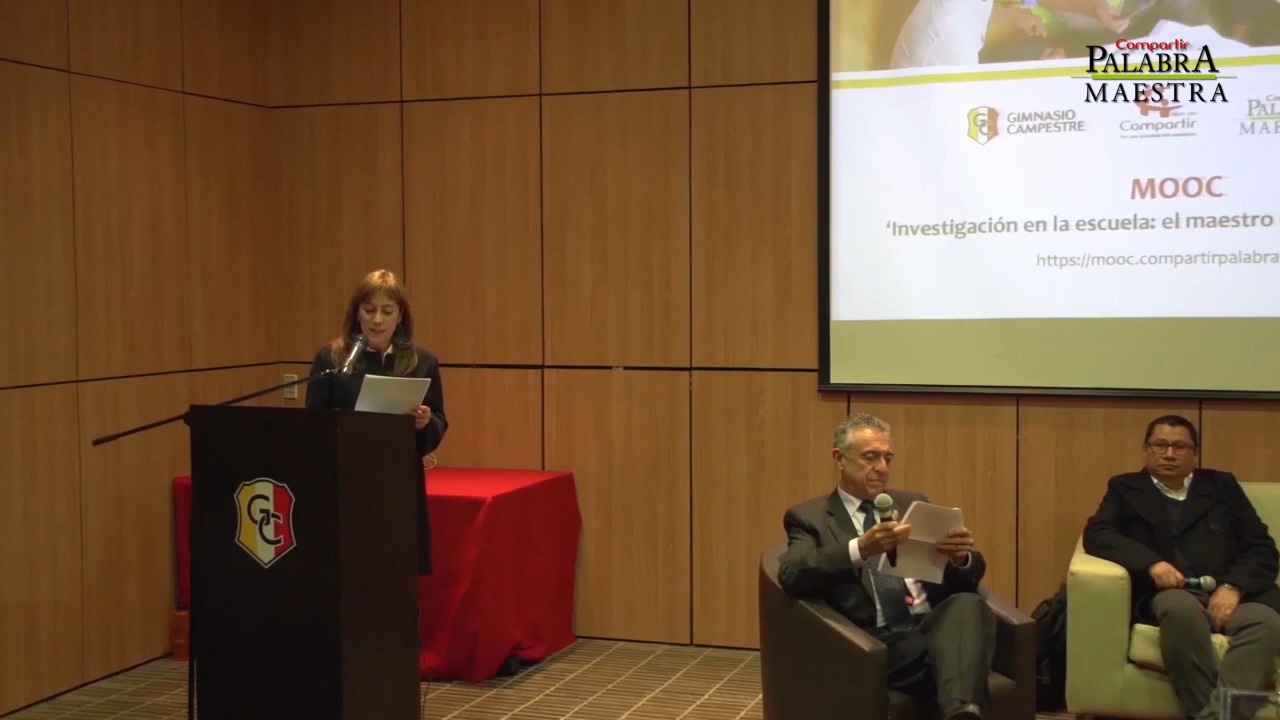 Compartir
PALABRA
MAESTRA
GIMNASIO
CAMPESTRE
Compartir
MOOC
'Investigación en la escuela: el maestro
https://mooc.compartirpalabra
GC